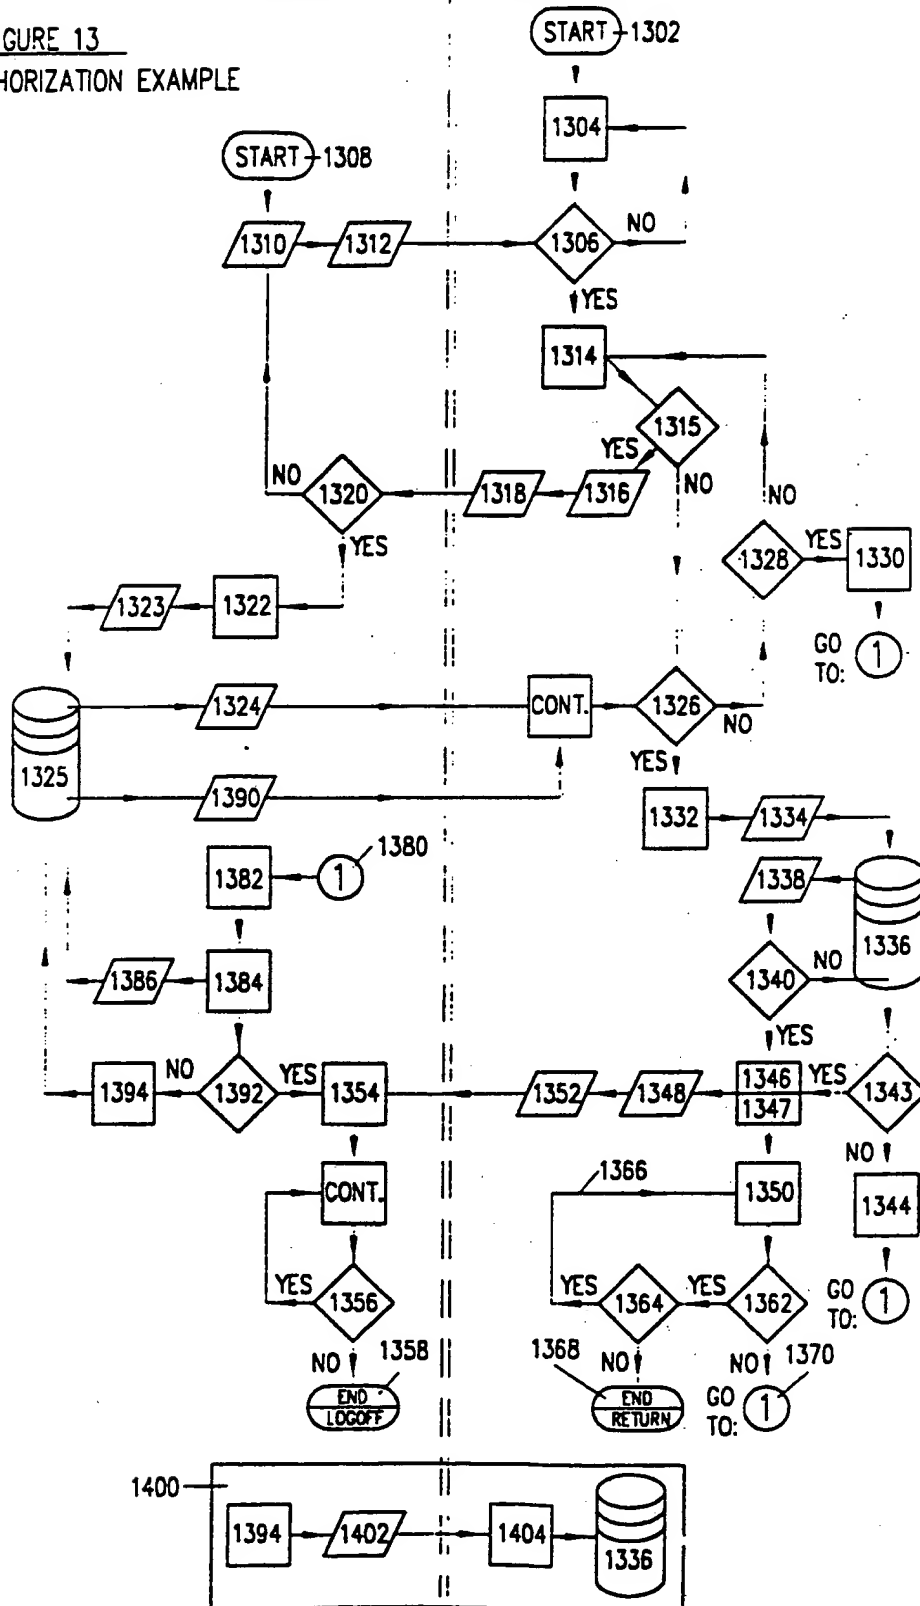 GURE 13
HORIZATION EXAMPLE
START 1302
1304
START 1308
1310 1312 1306 NO
YES
1314
1315
YES
NO 1320 1318 1316 NO NO
YES 1328 YES 1330
1323 1322
GO TO: 1
1324 CONT. 1326 NO
1325 YES
1390 1332 1334
1380
1382 1 1338
1336
1386 1384 1340 NO
YES
NO YES YES
1394 1392 1354 1352 1348 1346 1343
1347
NO
1366
CONT. 1350 1344
YES YES YES
1356 1364 1362 GO TO: 1
NO 1358 1368 NO NO 1370
END LOGOFF END RETURN GO TO: 1
1400
1394 1402 1404 1336